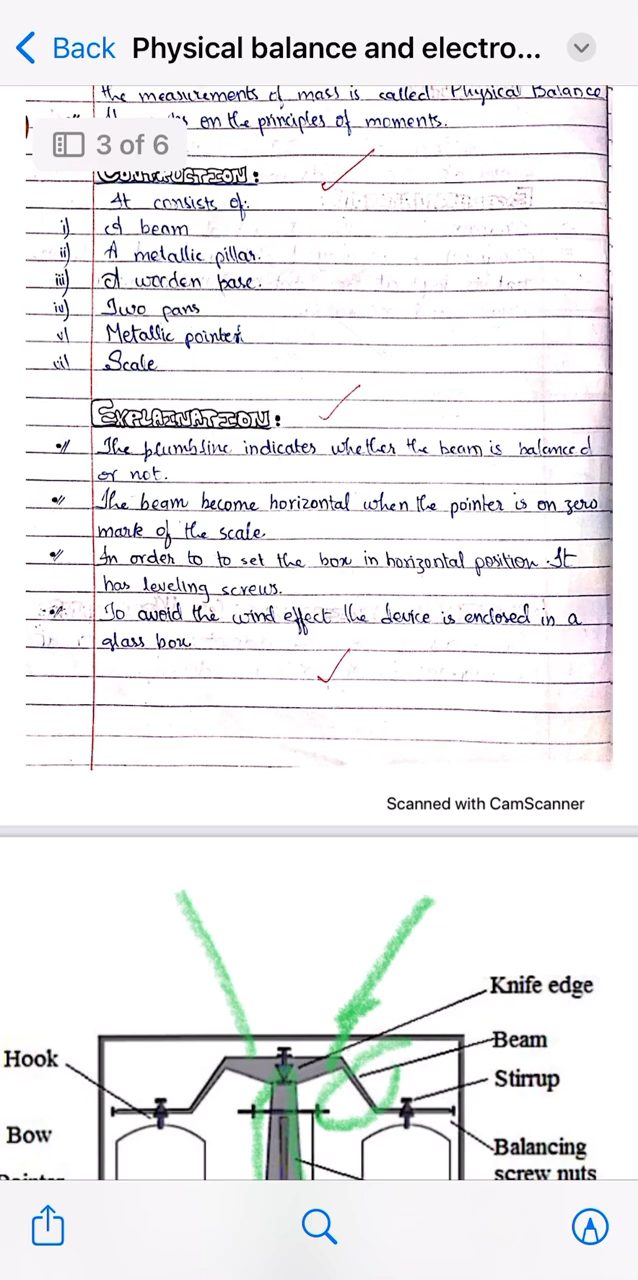 Back Physical balance and electro...
the measurements of mass is called Physical Balance
on the principles of moments.
3 of 6
CONSTRUCTION:
It consists of:
i) A beam
ii) A metallic pillar.
iii) A worden base.
iv) Two pans
v) Metallic pointer
vi) Scale
EXPLAINATION:
The plumbline indicates whether the beam is balanced
or not.
The beam become horizontal when the pointer is on zero
mark of the scale.
In order to to set the box in horizontal position. It
has leveling screws.
To avoid the wind effect the device is enclosed in a
glass box
Scanned with CamScanner
Knife edge
Beam
Hook
Stirrup
Bow
Balancing
screw nuts